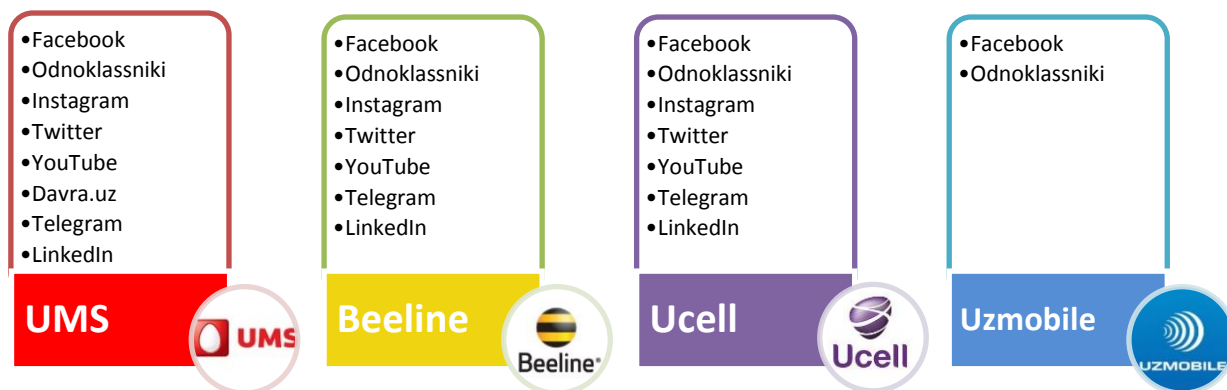 •Facebook
•Odnoklassniki
•Instagram
•Twitter
•YouTube
•Davra.uz
•Telegram
•LinkedIn
UMS
UMS
•Facebook
•Odnoklassniki
•Instagram
•Twitter
•YouTube
•Telegram
•LinkedIn
Beeline
Beeline®
•Facebook
•Odnoklassniki
•Instagram
•Twitter
•YouTube
•Telegram
•LinkedIn
Ucell
Ucell
•Facebook
•Odnoklassniki
Uzmobile
UZMOBILE